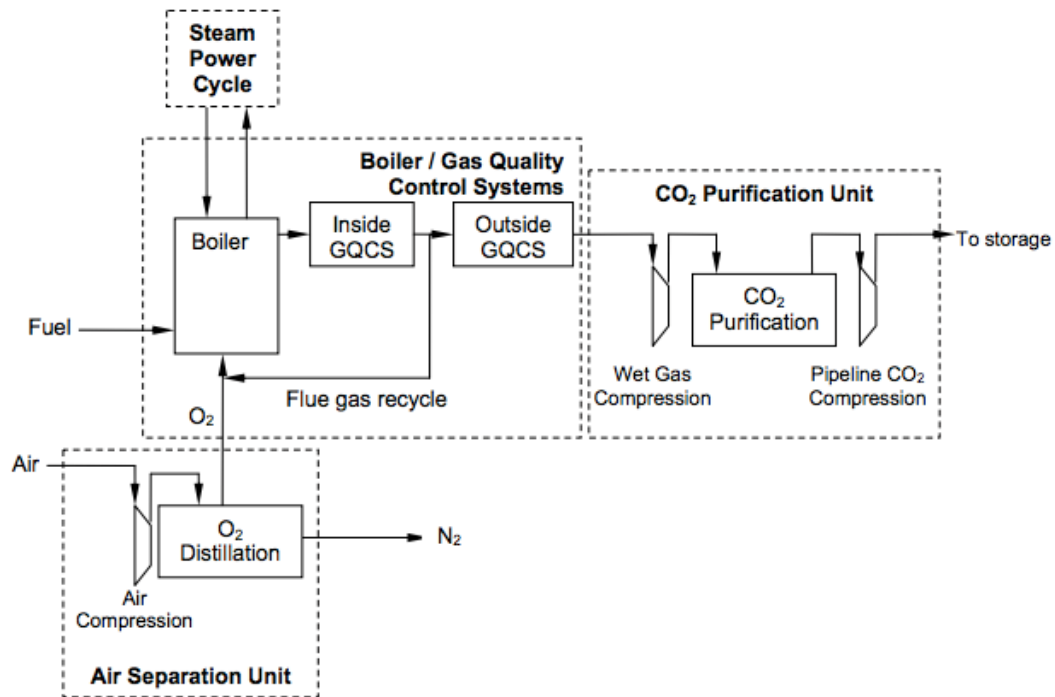 Steam
Power
Cycle
Boiler / Gas Quality
Control Systems
CO₂ Purification Unit
Boiler
Inside
GQCS
Outside
GQCS
To storage
CO₂
Purification
Fuel
Wet Gas
Compression
Pipeline CO₂
Compression
Flue gas recycle
O₂
Air
O₂
Distillation
N₂
Air
Compression
Air Separation Unit